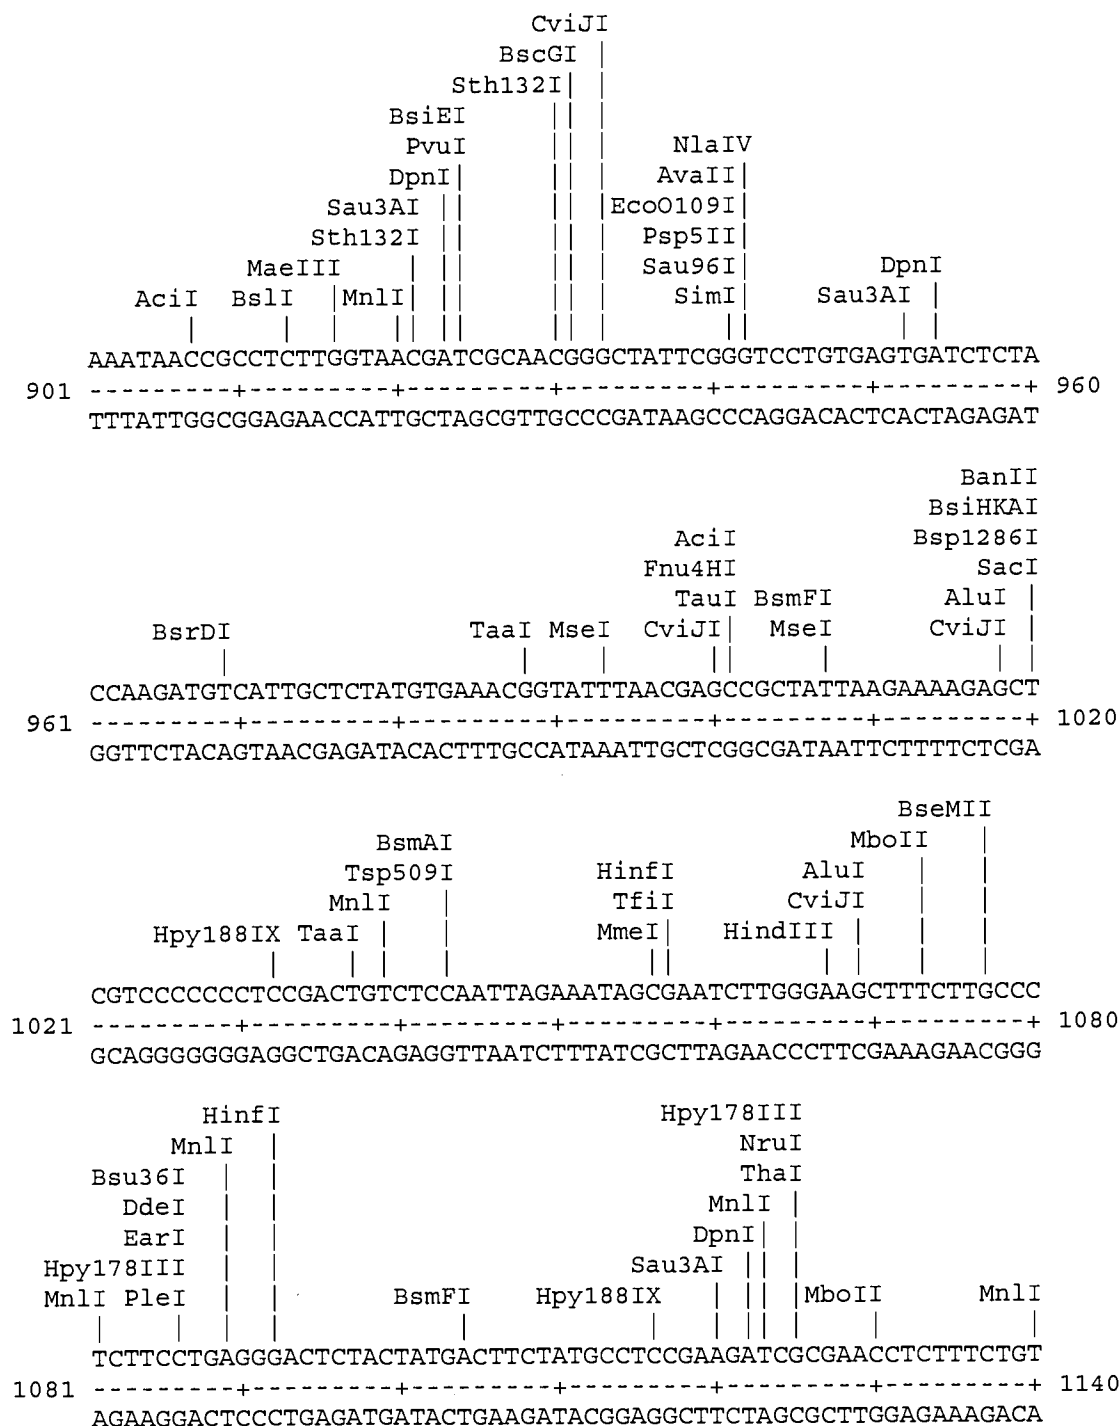 CviJI
BscGI
Sth132I
BsiEI
PvuI NlaIV
DpnI AvaII
Sau3AI EcoO109I
Sth132I Psp5II
MaeIII Sau96I DpnI
AciI BslI MnlI SimI Sau3AI
AAATAACCGCCTCTTGGTAACGATCGCAACGGGCTATTCGGGTCCTGTGAGTGATCTCTA
901 ---------+---------+---------+---------+---------+---------+ 960
TTTATTGGCGGAGAACCATTGCTAGCGTTGCCCGATAAGCCCAGGACACTCACTAGAGAT
BanII
BsiHKAI
AciI Bsp1286I
Fnu4HI SacI
TauI BsmFI AluI
BsrDI TaaI MseI CviJI MseI CviJI
CCAAGATGTCATTGCTCTATGTGAAACGGTATTTAACGAGCCGCTATTAAGAAAAGAGCT
961 ---------+---------+---------+---------+---------+---------+ 1020
GGTTCTACAGTAACGAGATACACTTTGCCATAAATTGCTCGGCGATAATTCTTTTCTCGA
BseMII
BsmAI MboII
Tsp509I HinfI AluI
MnlI TfiI CviJI
Hpy188IX TaaI MmeI HindIII
CGTCCCCCCCCTCCGACTGTCTCCAATTAGAAATAGCGAATCTTGGGAAGCTTTCTTGCCC
1021 ---------+---------+---------+---------+---------+---------+ 1080
GCAGGGGGGGAGGCTGACAGAGGTTAATCTTTATCGCTTAGAACCCTTCGAAAGAACGGG
HinfI Hpy178III
MnlI NruI
Bsu36I ThaI
DdeI MnlI
EarI DpnI
Hpy178III Sau3AI
MnlI PleI BsmFI Hpy188IX MboII MnlI
TCTTCCTGAGGGACTCTACTATGACTTCTATGCCTCCGAAGATCGCGAACCTCTTTCTGT
1081 ---------+---------+---------+---------+---------+---------+ 1140
AGAAGGACTCCCTGAGATGATACTGAAGATACGGAGGCTTCTAGCGCTTGGAGAAAGACA